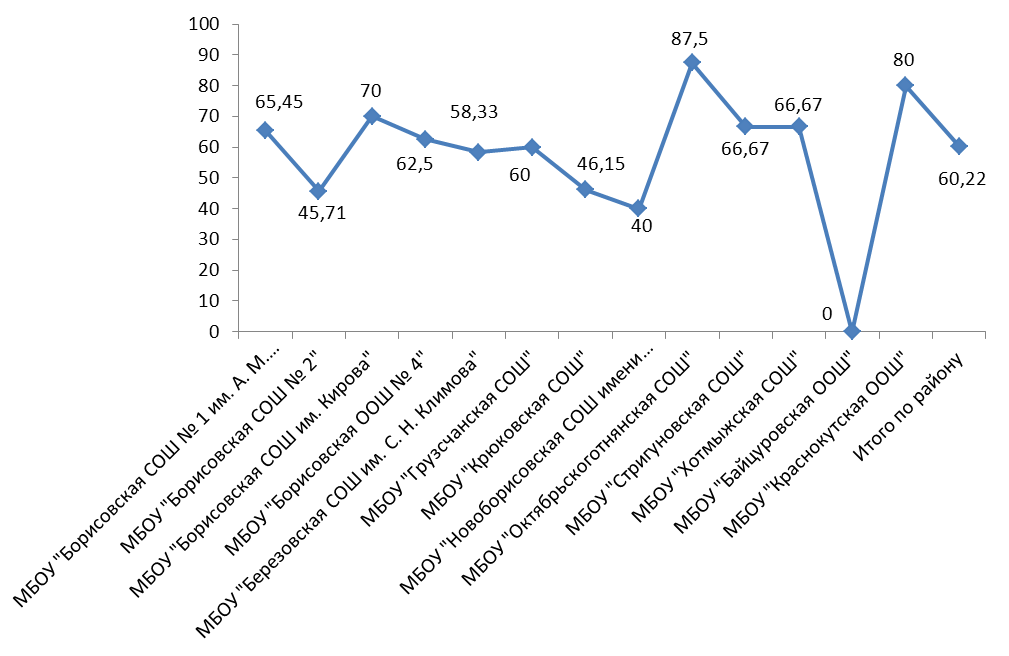 100
90
80
70
60
50
40
30
20
10
0
65,45
45,71
70
62,5
58,33
60
46,15
40
87,5
66,67
66,67
0
80
60,22
МБОУ "Борисовская СОШ № 1 им. А. М....
МБОУ "Борисовская СОШ № 2"
МБОУ "Борисовская СОШ им. Кирова"
МБОУ "Борисовская ООШ № 4"
МБОУ "Березовская СОШ им. С. Н. Климова"
МБОУ "Грузсчанская СОШ"
МБОУ "Крюковская СОШ"
МБОУ "Новоборисовская СОШ имени...
МБОУ "Октябрьскоготнянская СОШ"
МБОУ "Стригуновская СОШ"
МБОУ "Хотмыжская СОШ"
МБОУ "Байцуровская ООШ"
МБОУ "Краснокутская ООШ"
Итого по району